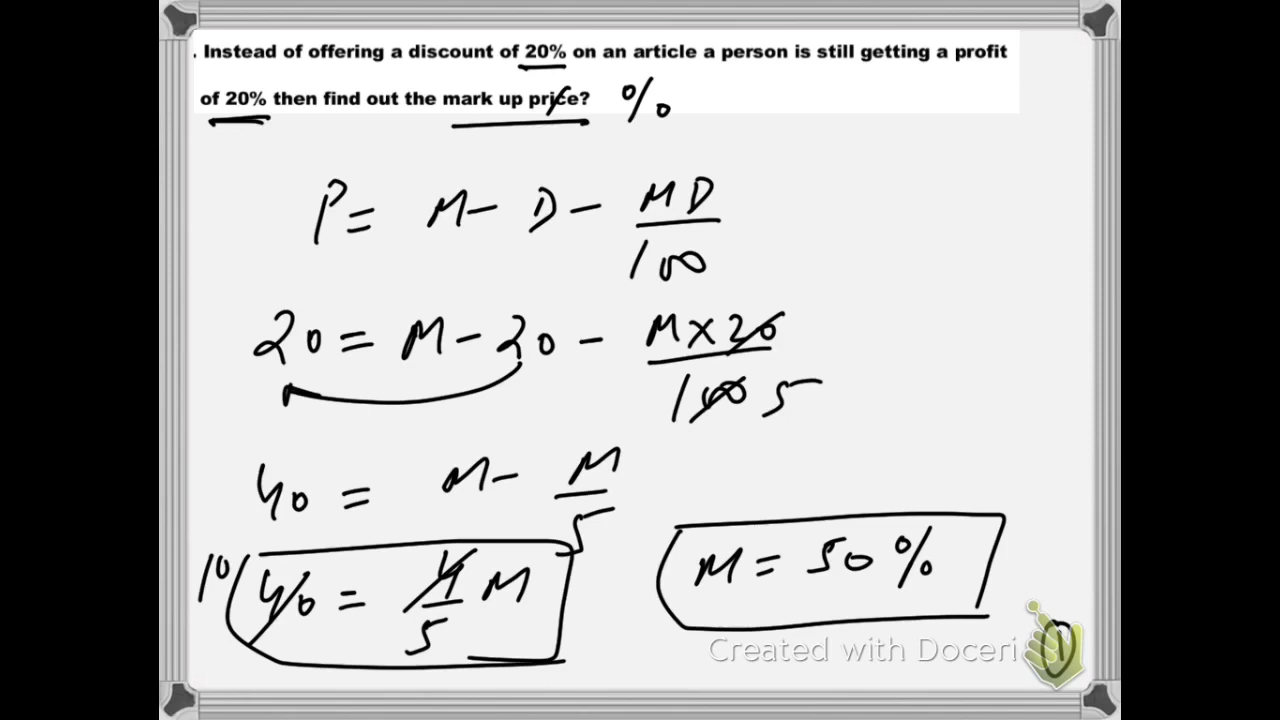 . Instead of offering a discount of 20% on an article a person is still getting a profit
of 20% then find out the mark up price? %
P = M - D - MD/100
20 = M - 20 - M×20/100 5
40 = M - M/5
10 40 = 4/5 M
M = 50%
Created with Doceri